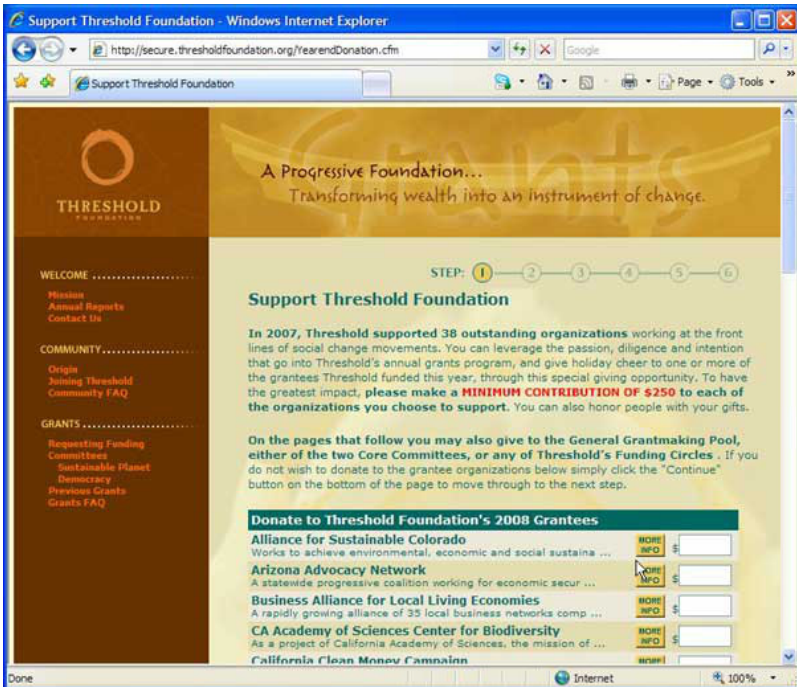 Support Threshold Foundation - Windows Internet Explorer
http://secure.thresholdfoundation.org/YearendDonation.cfm
Google
Support Threshold Foundation
Page
Tools
Grants
A Progressive Foundation...
Transforming wealth into an instrument of change.
THRESHOLD
FOUNDATION
STEP: 1 2 3 4 5 6
WELCOME
Mission
Annual Reports
Contact Us
COMMUNITY
Origin
Joining Threshold
Community FAQ
GRANTS
Requesting Funding
Committees
Sustainable Planet
Democracy
Previous Grants
Grants FAQ
Support Threshold Foundation
In 2007, Threshold supported 38 outstanding organizations working at the front
lines of social change movements. You can leverage the passion, diligence and intention
that go into Threshold's annual grants program, and give holiday cheer to one or more of
the grantees Threshold funded this year, through this special giving opportunity. To have
the greatest impact, please make a MINIMUM CONTRIBUTION OF $250 to each of
the organizations you choose to support. You can also honor people with your gifts.
On the pages that follow you may also give to the General Grantmaking Pool,
either of the two Core Committees, or any of Threshold's Funding Circles . If you
do not wish to donate to the grantee organizations below simply click the "Continue"
button on the bottom of the page to move through to the next step.
Donate to Threshold Foundation's 2008 Grantees
Alliance for Sustainable Colorado
Works to achieve environmental, economic and social sustaina ...
MORE
INFO $
Arizona Advocacy Network
A statewide progressive coalition working for economic secur ...
MORE
INFO $
Business Alliance for Local Living Economies
A rapidly growing alliance of 35 local business networks comp ...
MORE
INFO $
CA Academy of Sciences Center for Biodiversity
As a project of California Academy of Sciences, the mission of ...
MORE
INFO $
California Clean Money Campaign
MORE
Done
Internet
100%